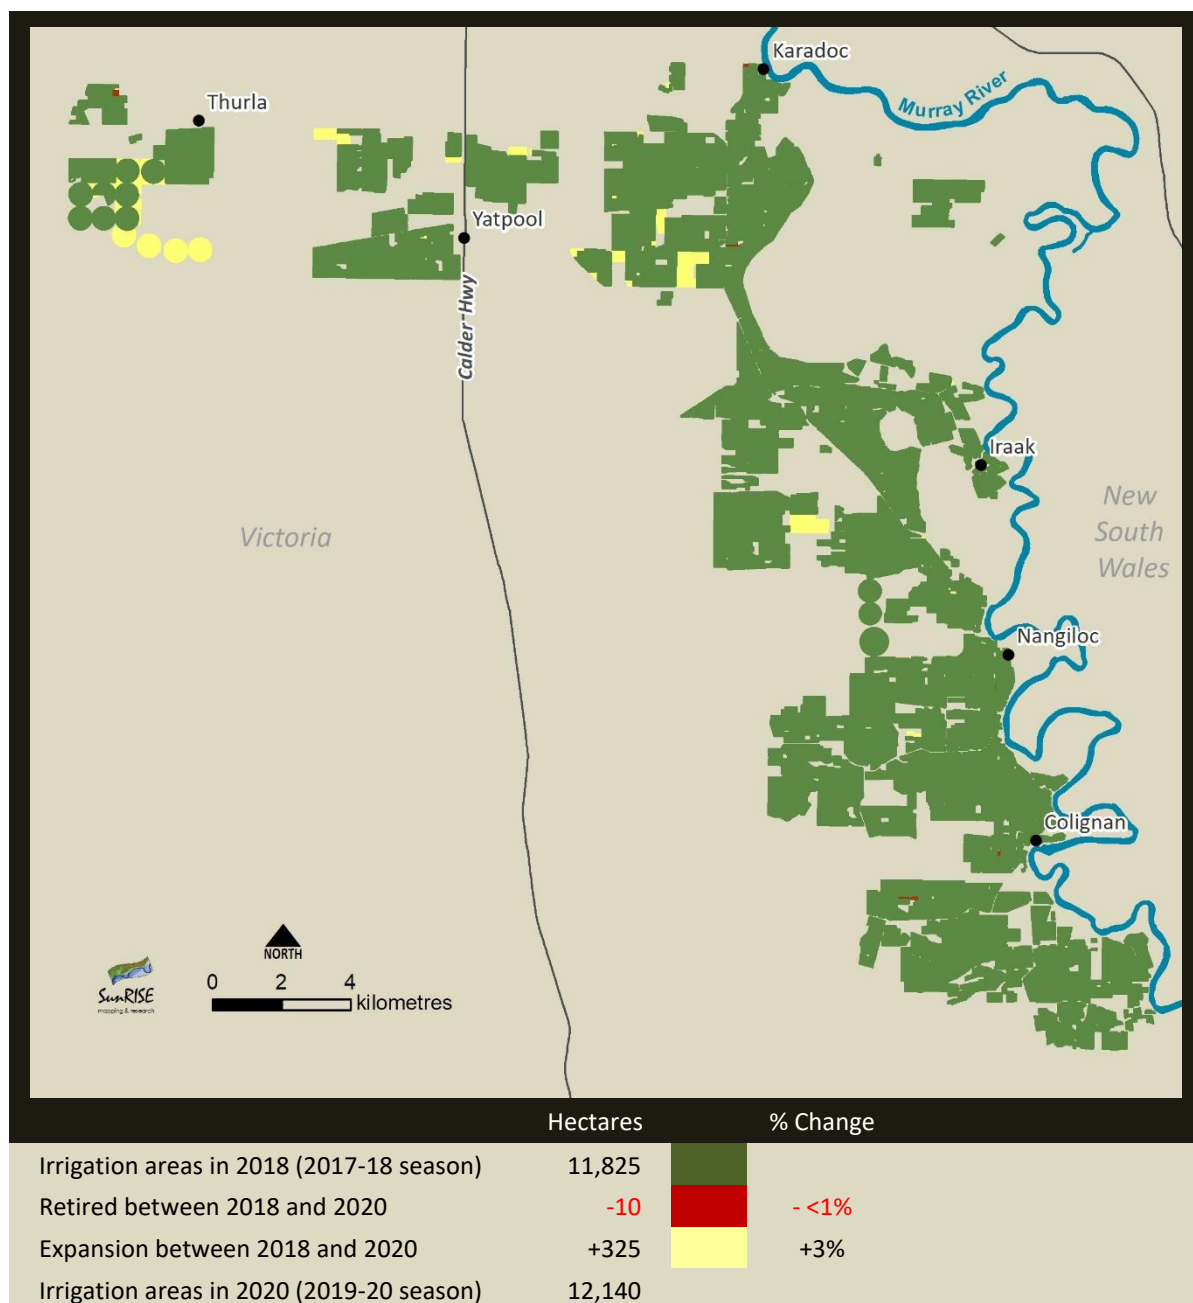 Karadoc
Thurla
Murray River
Yatpool
Calder Hwy
Iraak
New
South
Wales
Victoria
Nangiloc
Colignan
NORTH
0 2 4
kilometres
SunRISE
mapping & research
Hectares % Change
Irrigation areas in 2018 (2017-18 season) 11,825
Retired between 2018 and 2020 -10 - <1%
Expansion between 2018 and 2020 +325 +3%
Irrigation areas in 2020 (2019-20 season) 12,140